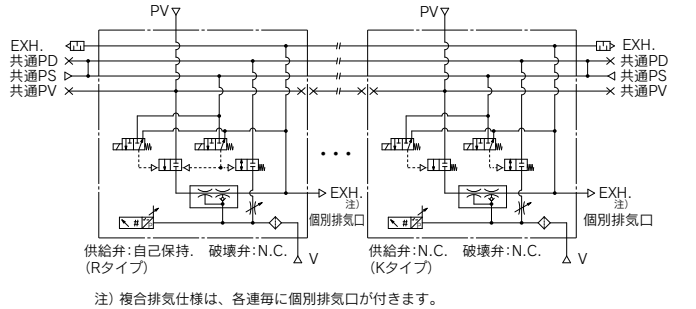 PV
PV
EXH.
共通PD
共通PS
共通PV
EXH.
共通PD
共通PS
共通PV
EXH.
注)
個別排気口
EXH.
注)
個別排気口
#
#
供給弁:自己保持. 破壊弁:N.C.
(Rタイプ)
V
供給弁:N.C. 破壊弁:N.C.
(Kタイプ)
V
注) 複合排気仕様は、各連毎に個別排気口が付きます。